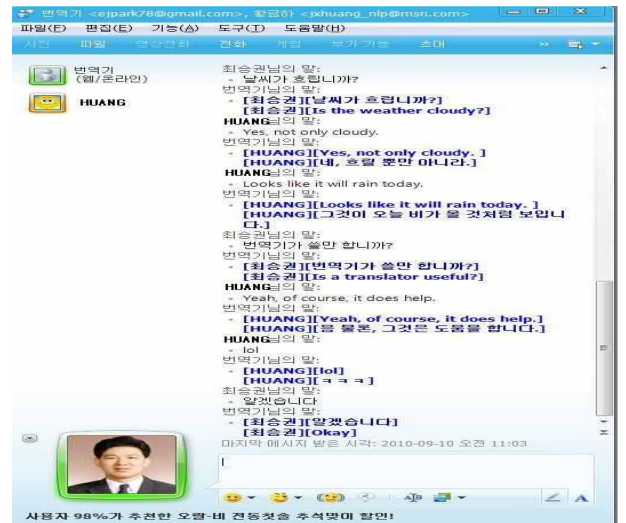 번역기 <ejpark78@gmail.com>, 황금하 <jxhuang_nlp@msn.com>
파일(F) 편집(E) 기능(A) 도구(T) 도움말(H)
사진 파일 영상전화 전화 게임 부가기능 초대 »
번역기
(웹/온라인)
HUANG
최승권님의 말:
- 날씨가 흐립니까?
번역기님의 말:
- [최승권][날씨가 흐립니까?]
[최승권][Is the weather cloudy?]
HUANG님의 말:
- Yes, not only cloudy.
번역기님의 말:
- [HUANG][Yes, not only cloudy. ]
[HUANG][네, 흐릴 뿐만 아니라.]
HUANG님의 말:
- Looks like it will rain today.
번역기님의 말:
- [HUANG][Looks like it will rain today. ]
[HUANG][그것이 오늘 비가 올 것처럼 보입니
다.]
최승권님의 말:
- 번역기가 쓸만 합니까?
번역기님의 말:
- [최승권][번역기가 쓸만 합니까?]
[최승권][Is a translator useful?]
HUANG님의 말:
- Yeah, of course, it does help.
번역기님의 말:
- [HUANG][Yeah, of course, it does help.]
[HUANG][응 물론, 그것은 도움을 합니다.]
HUANG님의 말:
- lol
번역기님의 말:
- [HUANG][lol]
[HUANG][ㅋ ㅋ ㅋ]
최승권님의 말:
- 알겠습니다
번역기님의 말:
- [최승권][알겠습니다]
[최승권][Okay]
마지막 메시지 받은 시각: 2010-09-10 오전 11:03
사용자 98%가 추천한 오랄-비 전동칫솔 추석맞이 할인!